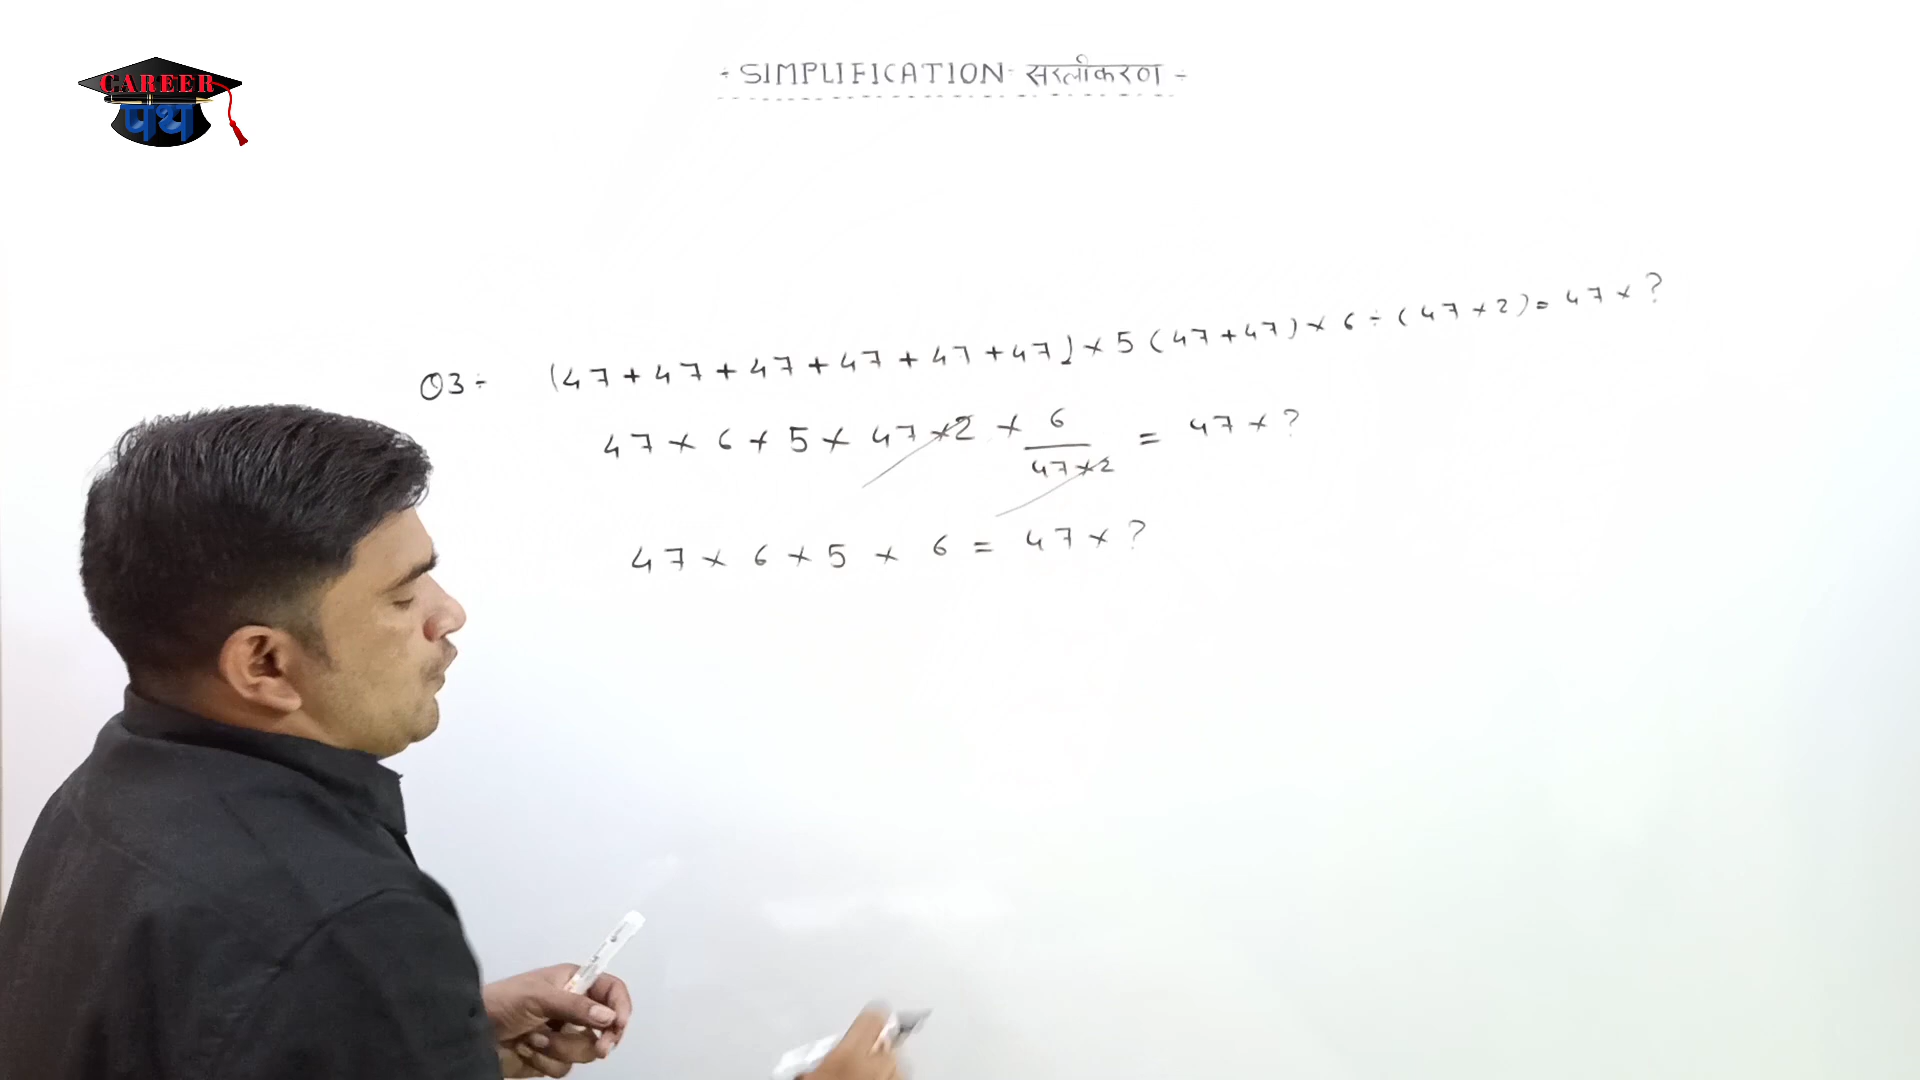 CAREER
पथ
÷ SIMPLIFICATION - सरलीकरण ÷
Q3 ÷ (47+47+47+47+47+47)×5(47+47)×6÷(47×2)=47×?
47×6×5×47×2×6/47×2=47×?
47×6×5×6=47×?